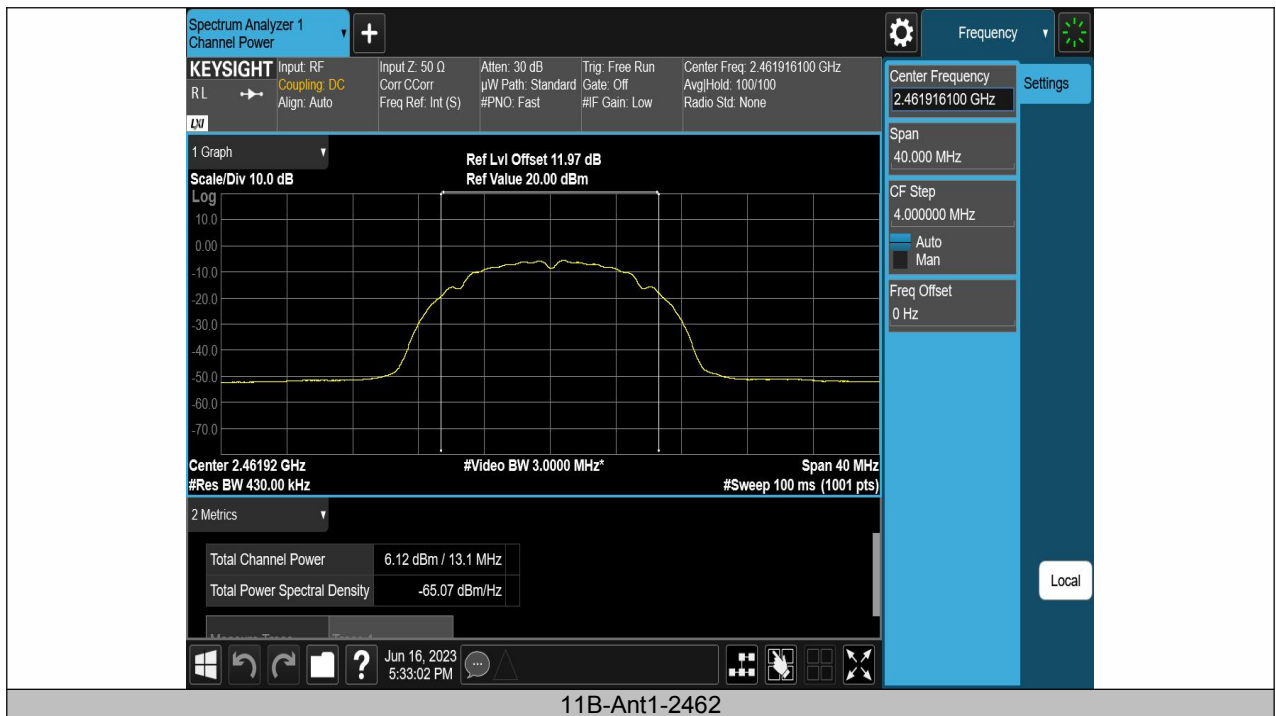 Spectrum Analyzer 1
Channel Power
+
Frequency
KEYSIGHT
R L
LXI
Input: RF
Coupling: DC
Align: Auto
Input Z: 50 Ω
Corr CCorr
Freq Ref: Int (S)
Atten: 30 dB
µW Path: Standard
#PNO: Fast
Trig: Free Run
Gate: Off
#IF Gain: Low
Center Freq: 2.461916100 GHz
Avg|Hold: 100/100
Radio Std: None
Center Frequency
2.461916100 GHz
Settings
Span
40.000 MHz
CF Step
4.000000 MHz
Auto
Man
Freq Offset
0 Hz
Local
1 Graph
Scale/Div 10.0 dB
Ref Lvl Offset 11.97 dB
Ref Value 20.00 dBm
Log
10.0
0.00
-10.0
-20.0
-30.0
-40.0
-50.0
-60.0
-70.0
Center 2.46192 GHz
#Video BW 3.0000 MHz*
Span 40 MHz
#Res BW 430.00 kHz
#Sweep 100 ms (1001 pts)
2 Metrics
Total Channel Power 6.12 dBm / 13.1 MHz
Total Power Spectral Density -65.07 dBm/Hz
?
Jun 16, 2023
5:33:02 PM
11B-Ant1-2462